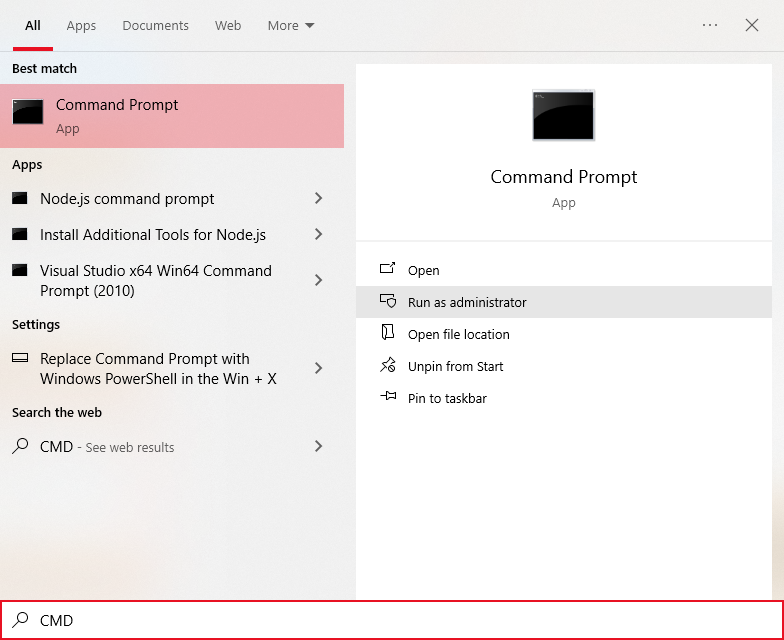 All Apps Documents Web More ···
Best match
Command Prompt
App
Apps
Node.js command prompt
Install Additional Tools for Node.js
Visual Studio x64 Win64 Command
Prompt (2010)
Settings
Replace Command Prompt with
Windows PowerShell in the Win + X
Search the web
CMD - See web results
Command Prompt
App
Open
Run as administrator
Open file location
Unpin from Start
Pin to taskbar
CMD